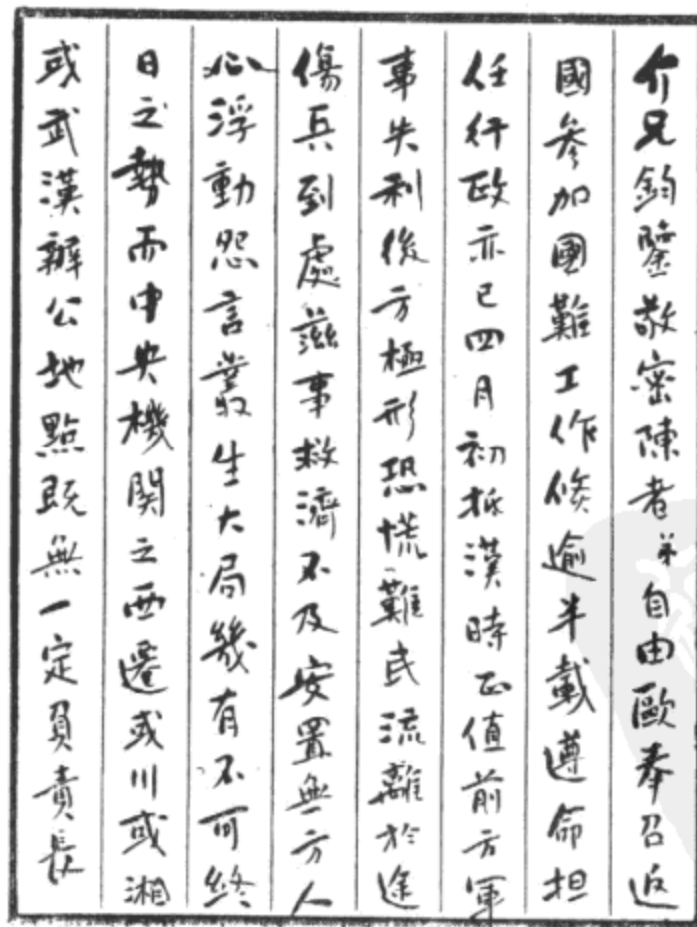 介兄鈞鑒敬密陳者弟自由歐奉召返
國參加國難工作倏逾半載遵命担
任行政亦已四月初抵漢時正值前方軍
事失利後方極形恐慌難民流離於途
傷兵到處滋事救濟不及安置無方人
心浮動怨言叢生大局幾有不可終
日之勢而中央機關之西遷或川或湘
或武漢辦公地點既無一定負責長